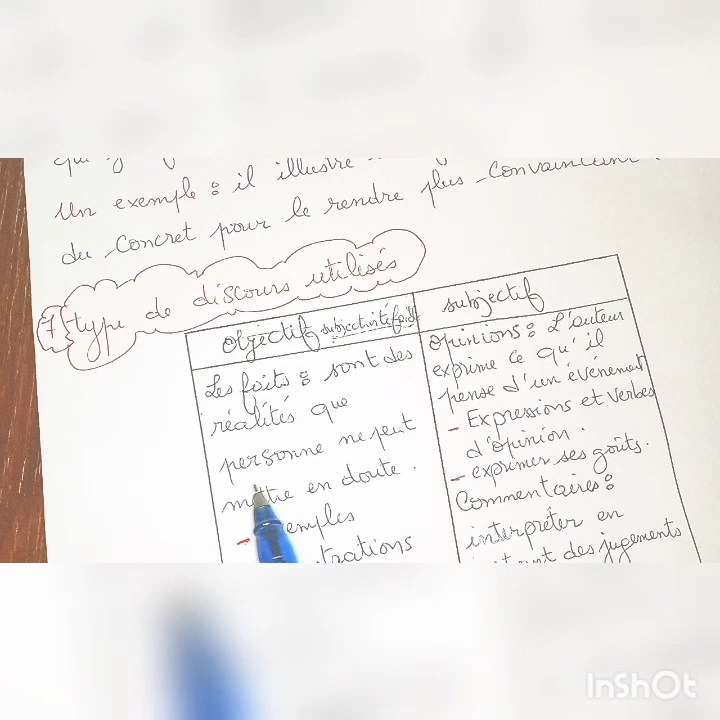 Un exemple : il illustre
du concret pour le rendre plus convaincant.
7 type de discours utilisés
objectif subjectivité
subjectif
Les faits : sont des
réalités que
personne ne peut
mettre en doute.
- exemples
trations
opinions : L'auteur
exprime ce qu'il
pense d'un événement
- Expressions et verbes
d'opinion.
- exprimer ses goûts.
Commentaires :
interpréter en
des jugements
InShOt